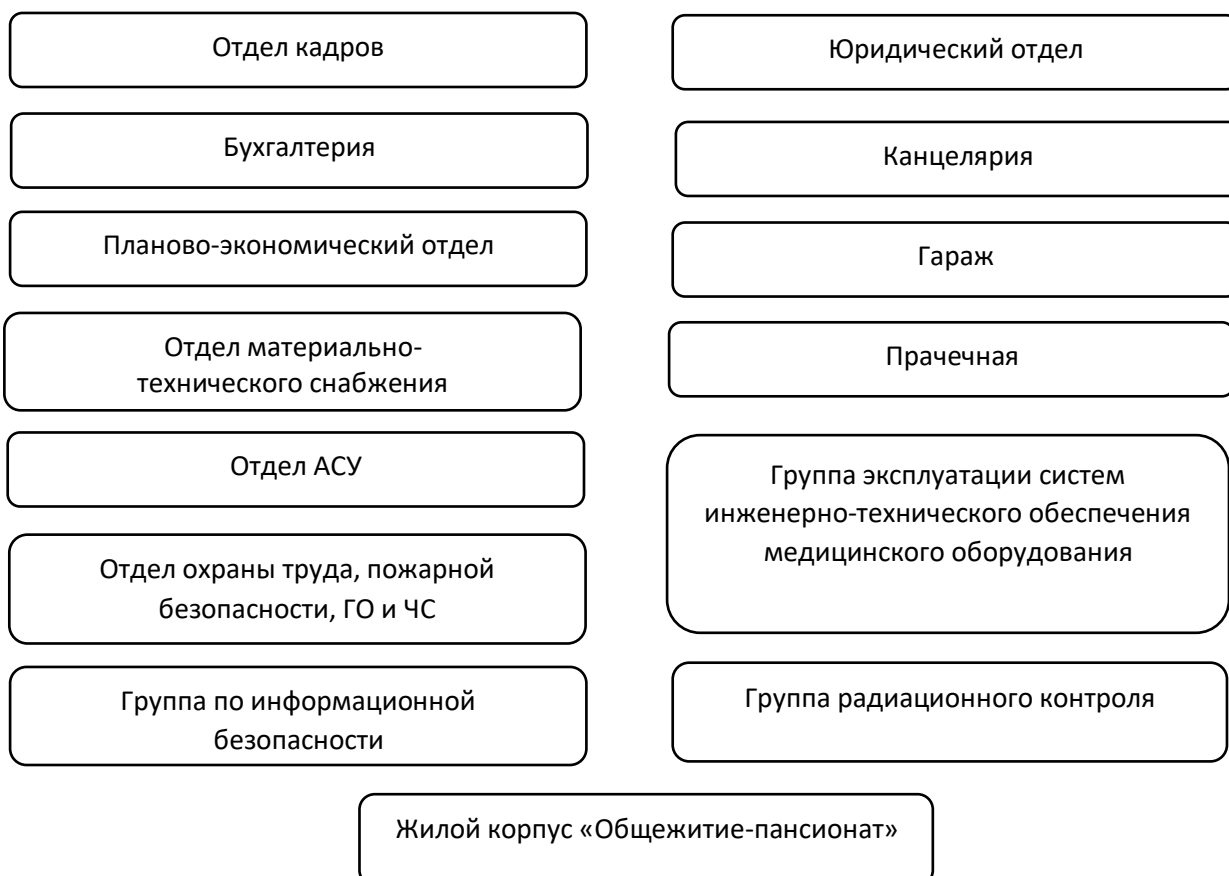 Отдел кадров
Юридический отдел
Бухгалтерия
Канцелярия
Планово-экономический отдел
Гараж
Отдел материально-
технического снабжения
Прачечная
Отдел АСУ
Группа эксплуатации систем
инженерно-технического обеспечения
медицинского оборудования
Отдел охраны труда, пожарной
безопасности, ГО и ЧС
Группа по информационной
безопасности
Группа радиационного контроля
Жилой корпус «Общежитие-пансионат»